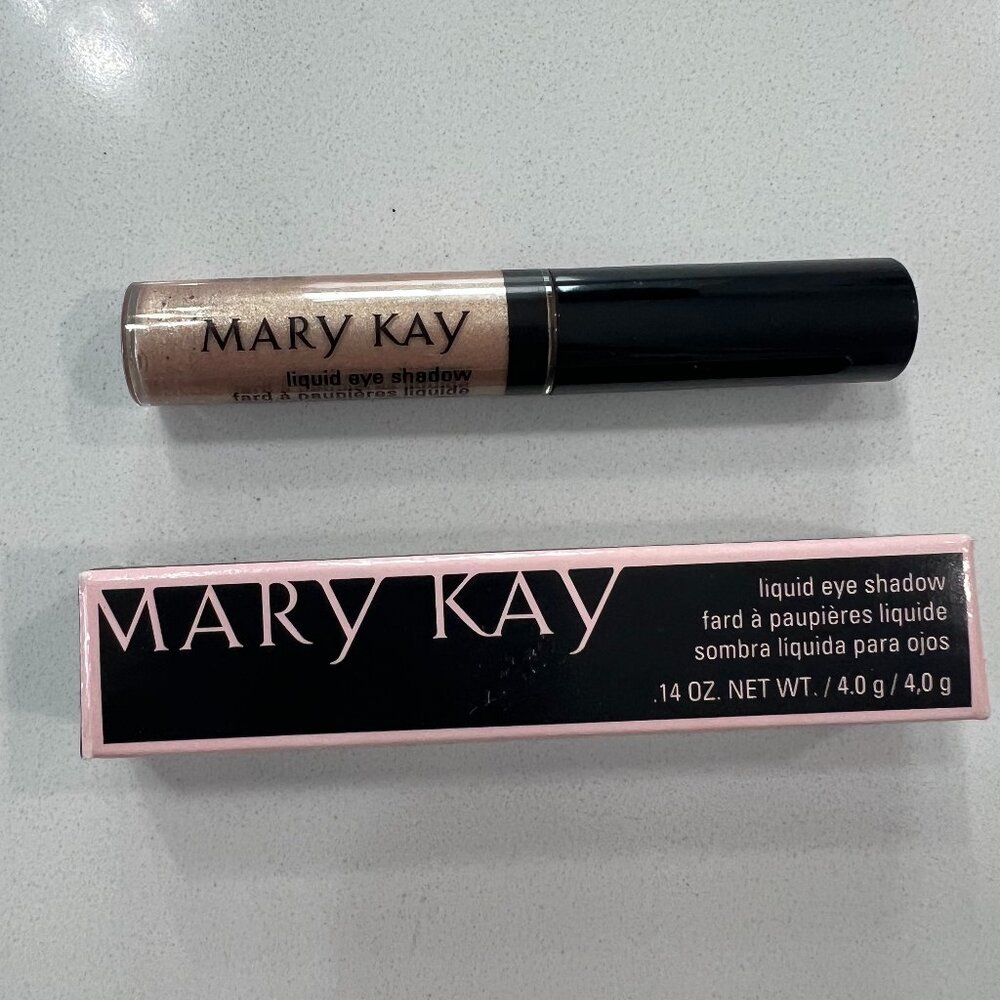 MARY KAY
liquid eye shadow
fard à paupières liquide
MARY KAY
liquid eye shadow
fard à paupières liquide
sombra líquida para ojos
.14 OZ. NET WT. / 4.0 g / 4,0 g